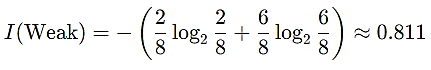 I(Weak) = −(2/8 log₂ 2/8 + 6/8 log₂ 6/8) ≈ 0.811